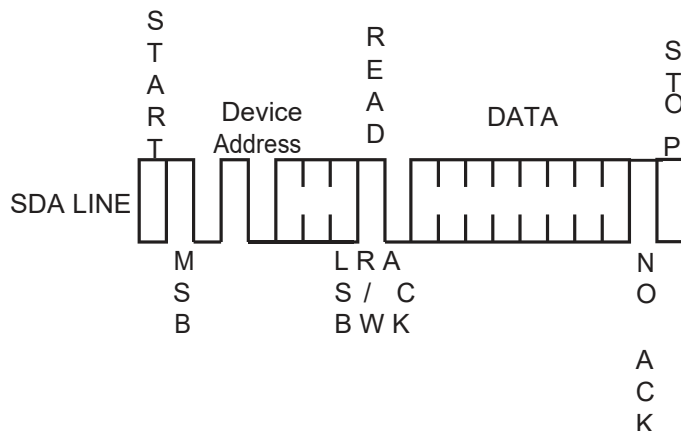 START
READ
STOP
Device
Address
DATA
SDA LINE
MSB
LSB
R/W
ACK
NO ACK